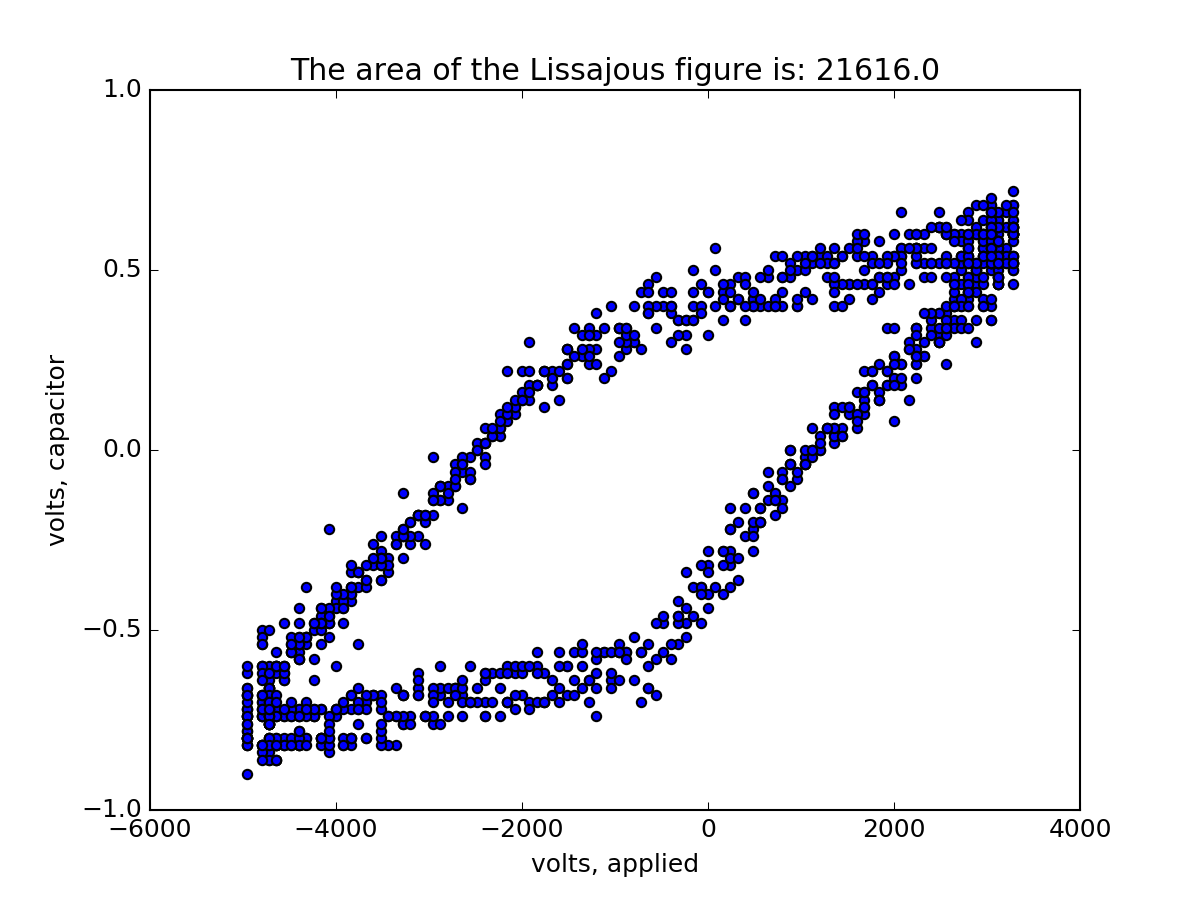 The area of the Lissajous figure is: 21616.0
1.0
0.5
0.0
−0.5
−1.0
volts, capacitor
−6000 −4000 −2000 0 2000 4000
volts, applied